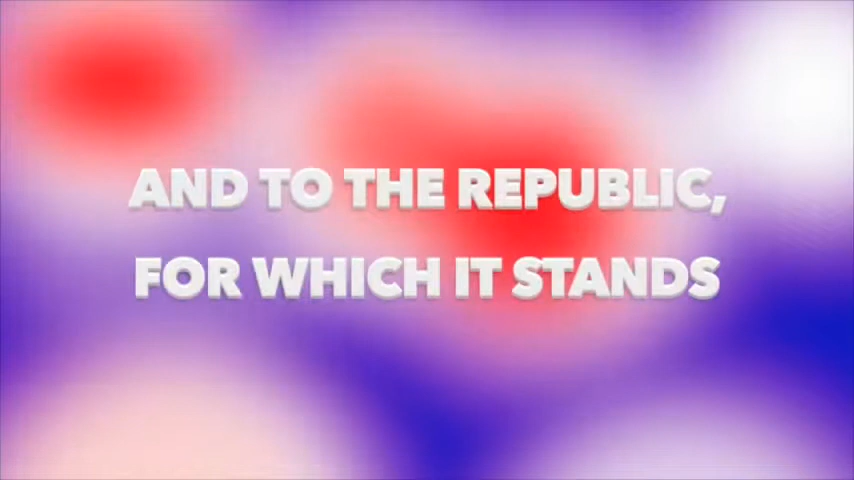 AND TO THE REPUBLIC,
FOR WHICH IT STANDS